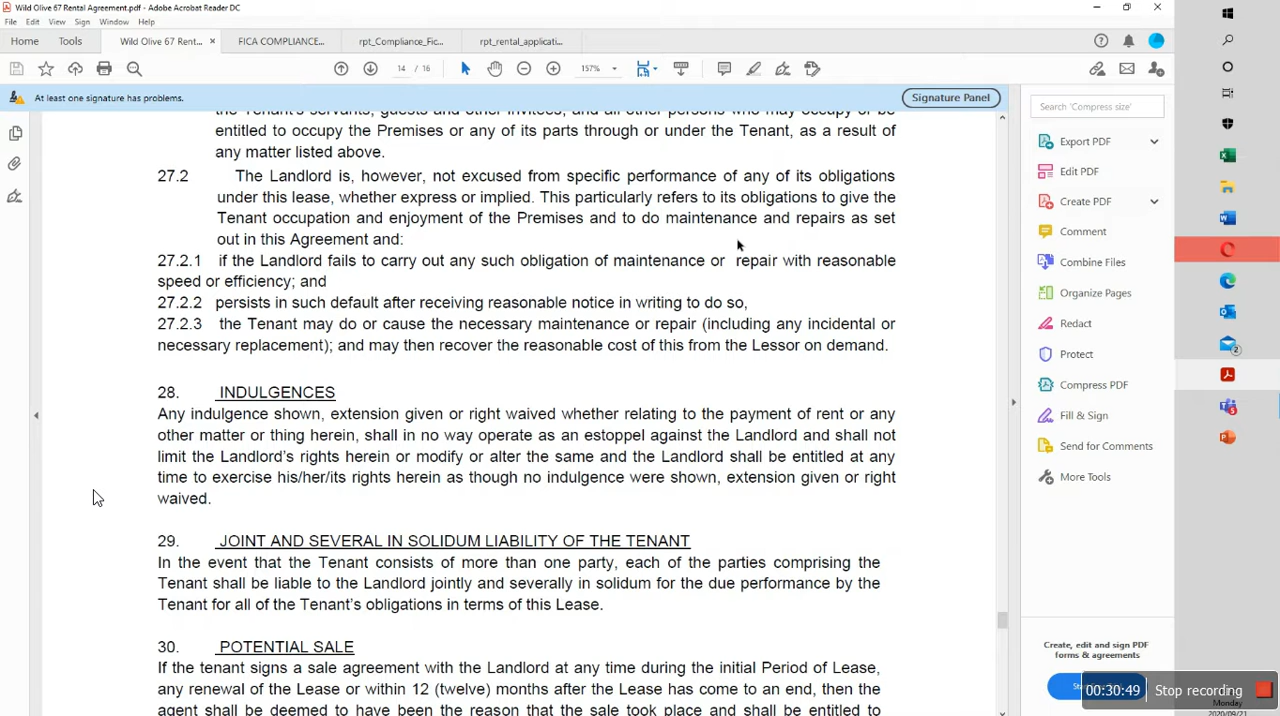 Wild Olive 67 Rental Agreement.pdf - Adobe Acrobat Reader DC
File Edit View Sign Window Help
Home Tools Wild Olive 67 Rent... × FICA COMPLIANCE... rpt_Compliance_Fic... rpt_rental_applicati...
14 / 16 157%
At least one signature has problems. Signature Panel
the Tenant's servants, guests and other invitees, and all other persons who may occupy or be
entitled to occupy the Premises or any of its parts through or under the Tenant, as a result of
any matter listed above.
27.2 The Landlord is, however, not excused from specific performance of any of its obligations
under this lease, whether express or implied. This particularly refers to its obligations to give the
Tenant occupation and enjoyment of the Premises and to do maintenance and repairs as set
out in this Agreement and:
27.2.1 if the Landlord fails to carry out any such obligation of maintenance or repair with reasonable
speed or efficiency; and
27.2.2 persists in such default after receiving reasonable notice in writing to do so,
27.2.3 the Tenant may do or cause the necessary maintenance or repair (including any incidental or
necessary replacement); and may then recover the reasonable cost of this from the Lessor on demand.
28. INDULGENCES
Any indulgence shown, extension given or right waived whether relating to the payment of rent or any
other matter or thing herein, shall in no way operate as an estoppel against the Landlord and shall not
limit the Landlord's rights herein or modify or alter the same and the Landlord shall be entitled at any
time to exercise his/her/its rights herein as though no indulgence were shown, extension given or right
waived.
29. JOINT AND SEVERAL IN SOLIDUM LIABILITY OF THE TENANT
In the event that the Tenant consists of more than one party, each of the parties comprising the
Tenant shall be liable to the Landlord jointly and severally in solidum for the due performance by the
Tenant for all of the Tenant's obligations in terms of this Lease.
30. POTENTIAL SALE
If the tenant signs a sale agreement with the Landlord at any time during the initial Period of Lease,
any renewal of the Lease or within 12 (twelve) months after the Lease has come to an end, then the
agent shall be deemed to have been the reason that the sale took place and shall be entitled to
Search 'Compress size'
Export PDF
Edit PDF
Create PDF
Comment
Combine Files
Organize Pages
Redact
Protect
Compress PDF
Fill & Sign
Send for Comments
More Tools
Create, edit and sign PDF
forms & agreements
00:30:49 Stop recording
Monday
2020/09/21
2
5